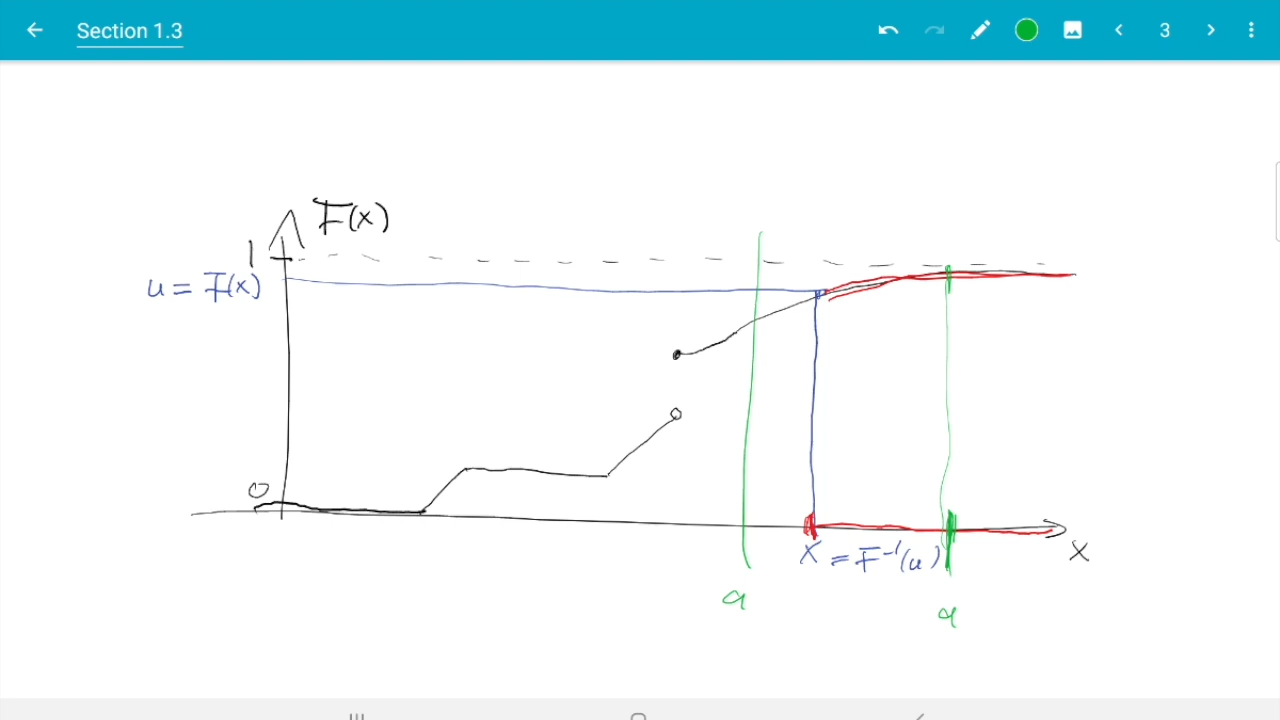 Section 1.3
3
F(x)
1
u = F(x)
0
x = F⁻¹(u)
x
a
a